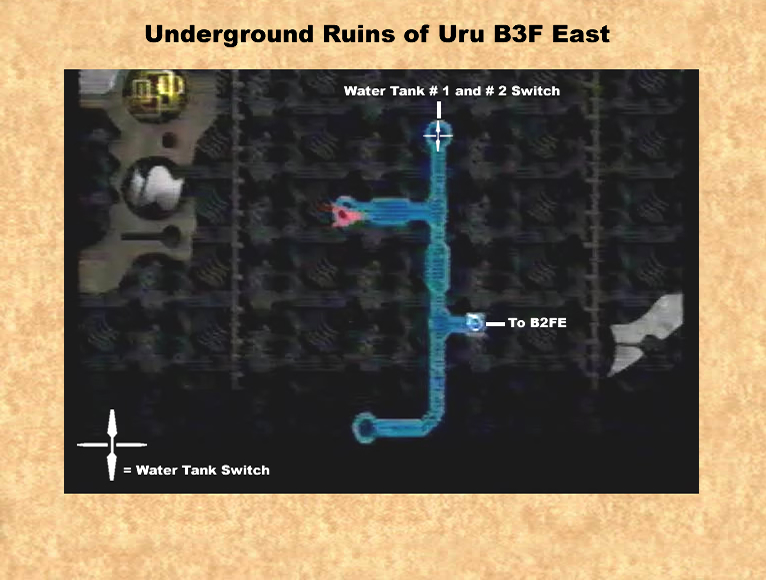 Underground Ruins of Uru B3F East
Water Tank # 1 and # 2 Switch
To B2FE
= Water Tank Switch